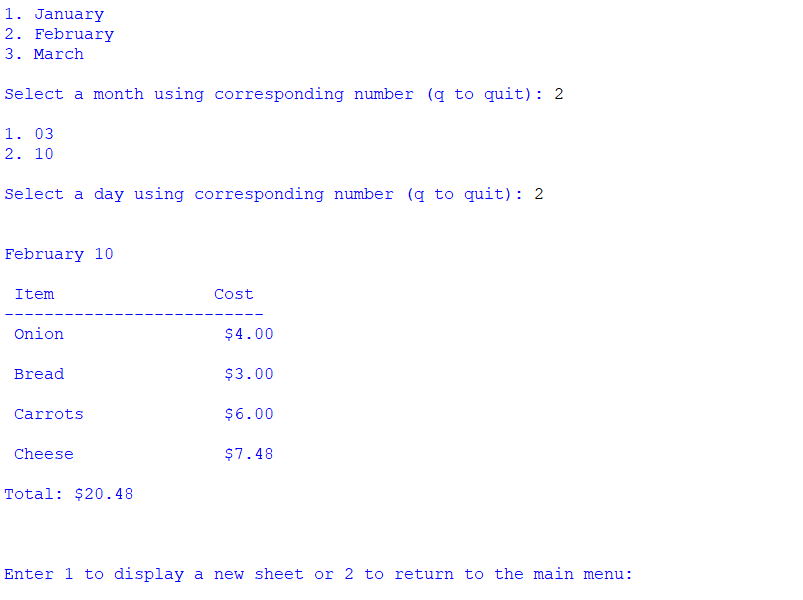 1. January
2. February
3. March
Select a month using corresponding number (q to quit): 2
1. 03
2. 10
Select a day using corresponding number (q to quit): 2
February 10
Item Cost
--------------------------
Onion $4.00
Bread $3.00
Carrots $6.00
Cheese $7.48
Total: $20.48
Enter 1 to display a new sheet or 2 to return to the main menu: